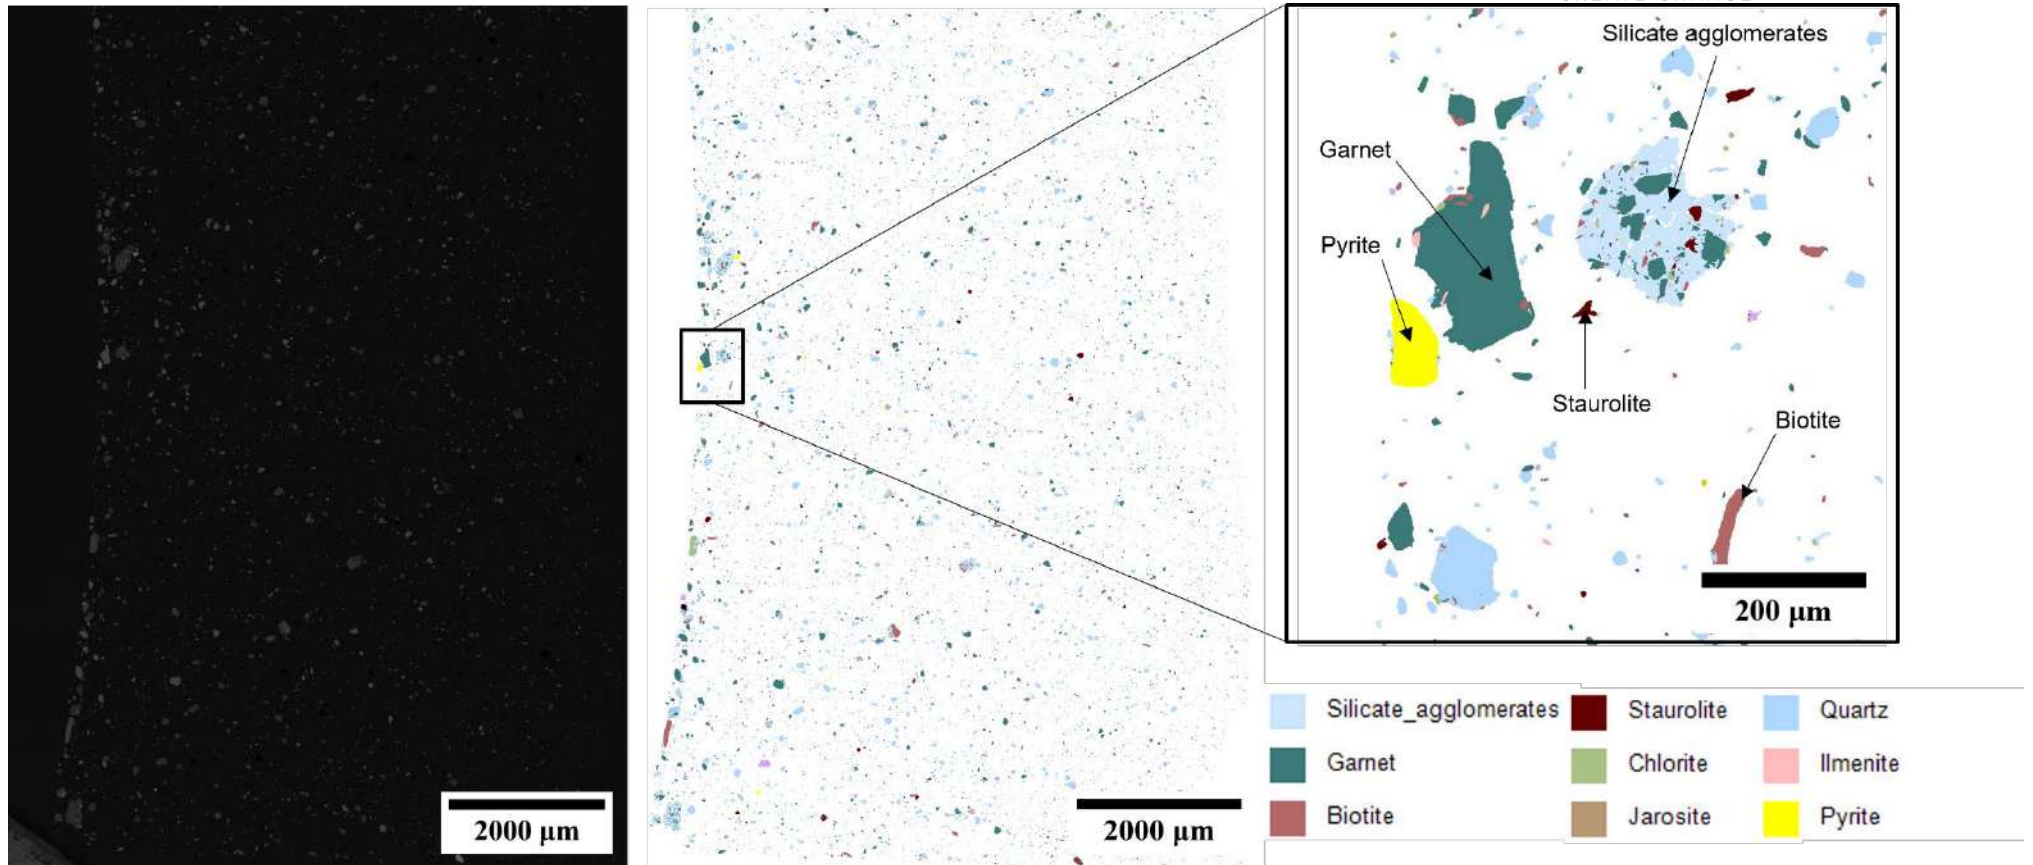 Silicate agglomerates
Garnet
Pyrite
Staurolite
Biotite
200 µm
2000 µm
2000 µm
Silicate_agglomerates
Staurolite
Quartz
Garnet
Chlorite
Ilmenite
Biotite
Jarosite
Pyrite